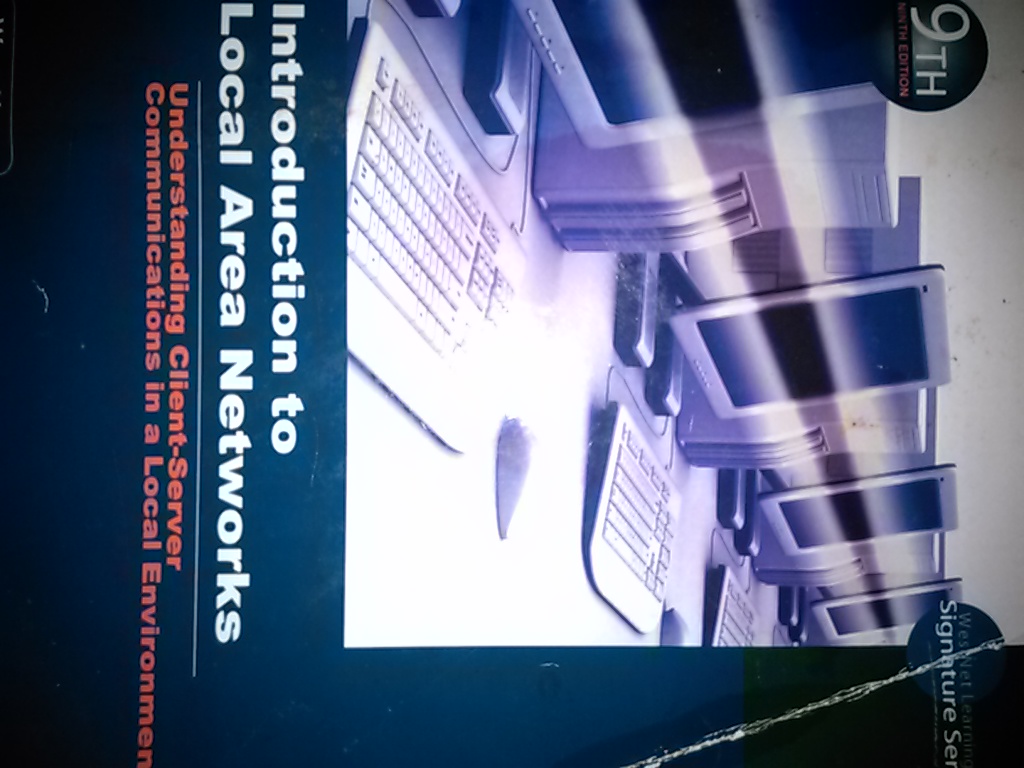 9TH
NINTH EDITION
WestNet Learning
Signature Ser
Introduction to
Local Area Networks
Understanding Client-Server
Communications in a Local Environmen